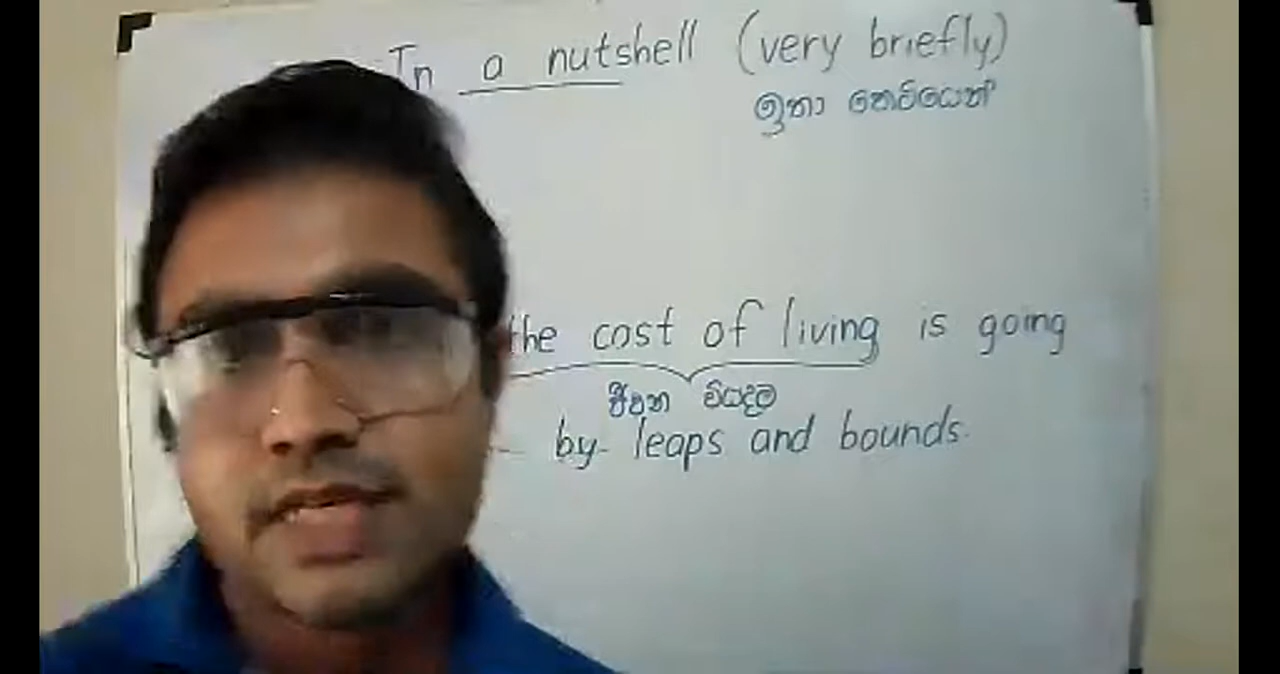 In a nutshell (very briefly)
ඉතා කෙටියෙන්
the cost of living is going
ජීවන වියදම
by leaps and bounds.